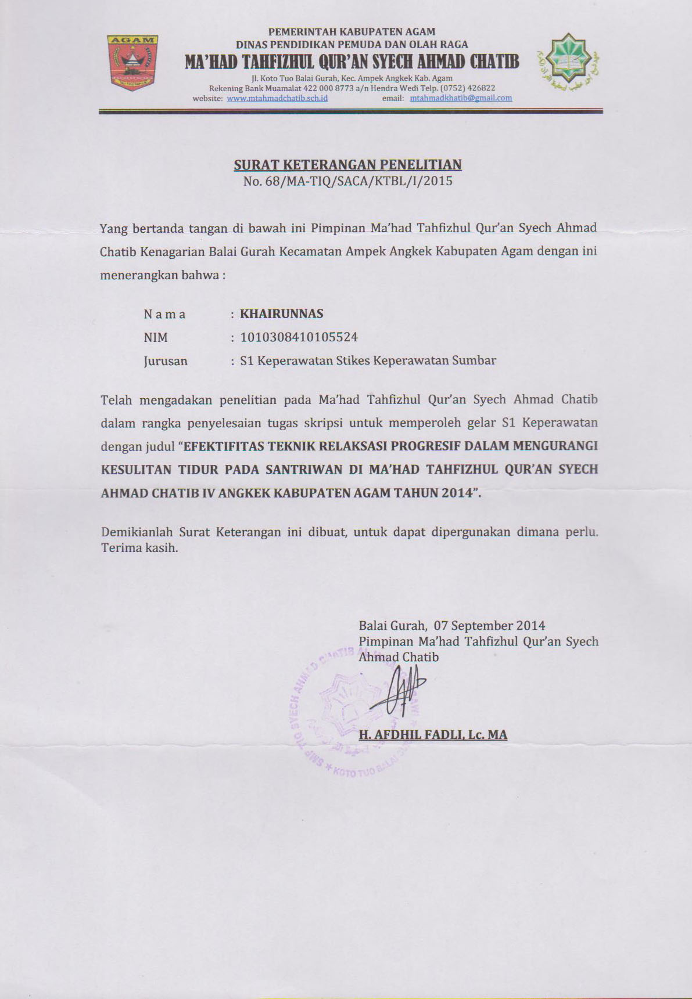 AGAM
PEMERINTAH KABUPATEN AGAM
DINAS PENDIDIKAN PEMUDA DAN OLAH RAGA
MA'HAD TAHFIZHUL QUR'AN SYECH AHMAD CHATIB
Jl. Koto Tuo Balai Gurah, Kec. Ampek Angkek Kab. Agam
Rekening Bank Muamalat 422 000 8773 a/n Hendra Wedi Telp. (0752) 426822
website: www.mtahmadchatib.sch.id email: mtahmadkhatib@gmail.com
SURAT KETERANGAN PENELITIAN
No. 68/MA-TIQ/SACA/KTBL/I/2015
Yang bertanda tangan di bawah ini Pimpinan Ma'had Tahfizhul Qur'an Syech Ahmad
Chatib Kenagarian Balai Gurah Kecamatan Ampek Angkek Kabupaten Agam dengan ini
menerangkan bahwa :
N a m a : KHAIRUNNAS
NIM : 1010308410105524
Jurusan : S1 Keperawatan Stikes Keperawatan Sumbar
Telah mengadakan penelitian pada Ma'had Tahfizhul Qur'an Syech Ahmad Chatib
dalam rangka penyelesaian tugas skripsi untuk memperoleh gelar S1 Keperawatan
dengan judul “EFEKTIFITAS TEKNIK RELAKSASI PROGRESIF DALAM MENGURANGI
KESULITAN TIDUR PADA SANTRIWAN DI MA'HAD TAHFIZHUL QUR'AN SYECH
AHMAD CHATIB IV ANGKEK KABUPATEN AGAM TAHUN 2014”.
Demikianlah Surat Keterangan ini dibuat, untuk dapat dipergunakan dimana perlu.
Terima kasih.
Balai Gurah, 07 September 2014
Pimpinan Ma'had Tahfizhul Qur'an Syech
Ahmad Chatib
SMP TIQ SYECH AHMAD CHATIB AL
KOTO TUO BALAI
H. AFDHIL FADLI, Lc. MA